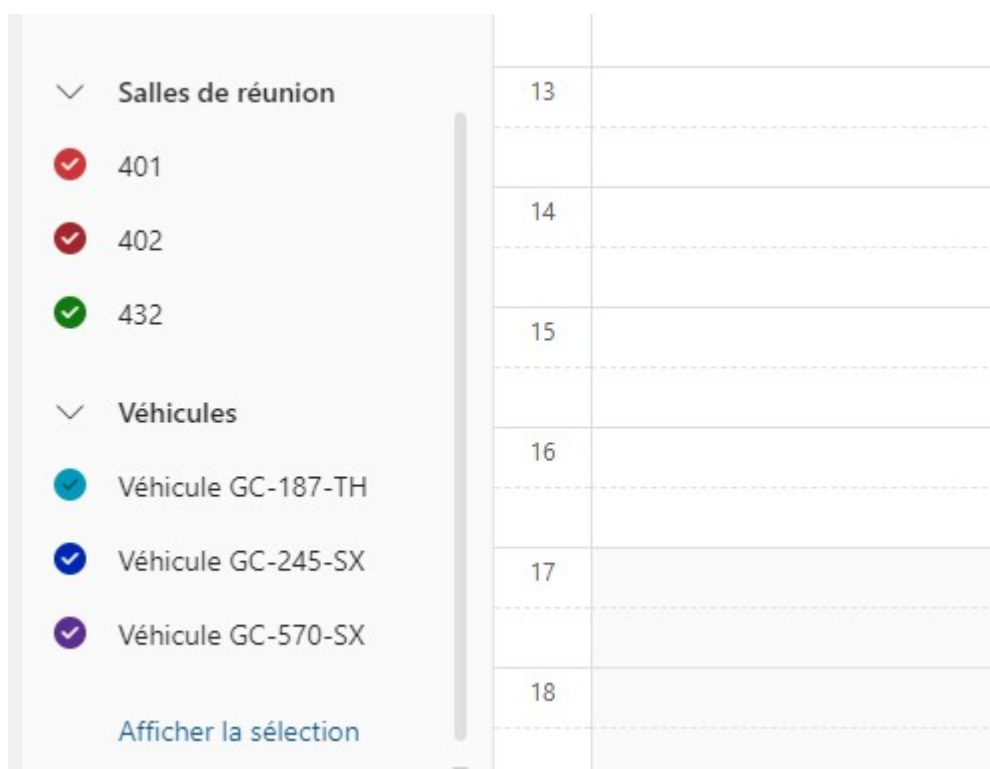 Salles de réunion
401
402
432
Véhicules
Véhicule GC-187-TH
Véhicule GC-245-SX
Véhicule GC-570-SX
Afficher la sélection
13
14
15
16
17
18